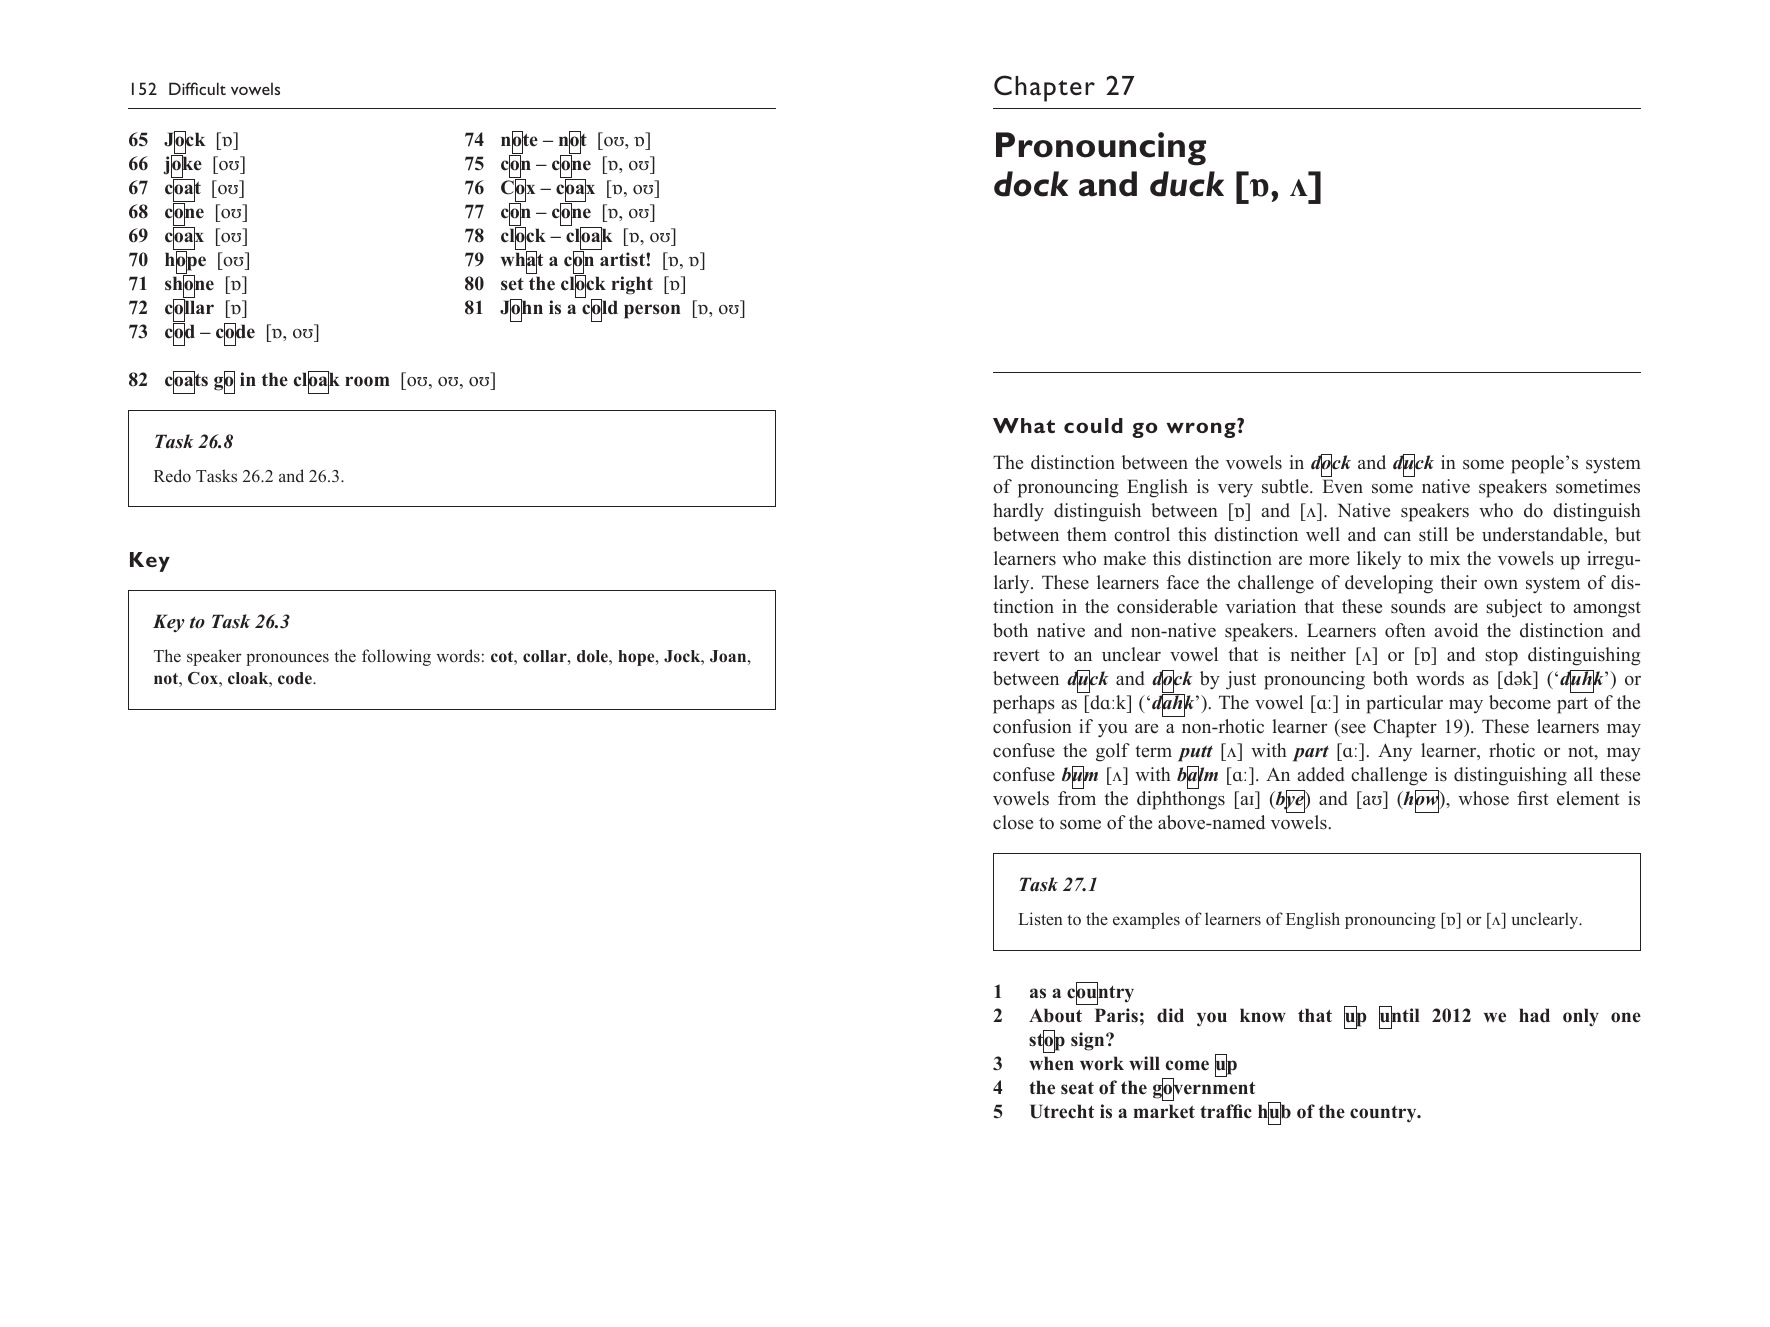 152 Difficult vowels
65 Jock [ɒ]
66 joke [oʊ]
67 coat [oʊ]
68 cone [oʊ]
69 coax [oʊ]
70 hope [oʊ]
71 shone [ɒ]
72 collar [ɒ]
73 cod – code [ɒ, oʊ]
74 note – not [oʊ, ɒ]
75 con – cone [ɒ, oʊ]
76 Cox – coax [ɒ, oʊ]
77 con – cone [ɒ, oʊ]
78 clock – cloak [ɒ, oʊ]
79 what a con artist! [ɒ, ɒ]
80 set the clock right [ɒ]
81 John is a cold person [ɒ, oʊ]
82 coats go in the cloak room [oʊ, oʊ, oʊ]
Task 26.8
Redo Tasks 26.2 and 26.3.
Key
Key to Task 26.3
The speaker pronounces the following words: cot, collar, dole, hope, Jock, Joan,
not, Cox, cloak, code.
Chapter 27
Pronouncing
dock and duck [ɒ, ʌ]
What could go wrong?
The distinction between the vowels in dock and duck in some people’s system
of pronouncing English is very subtle. Even some native speakers sometimes
hardly distinguish between [ɒ] and [ʌ]. Native speakers who do distinguish
between them control this distinction well and can still be understandable, but
learners who make this distinction are more likely to mix the vowels up irregu-
larly. These learners face the challenge of developing their own system of dis-
tinction in the considerable variation that these sounds are subject to amongst
both native and non-native speakers. Learners often avoid the distinction and
revert to an unclear vowel that is neither [ʌ] or [ɒ] and stop distinguishing
between duck and dock by just pronouncing both words as [dək] (‘duhk’) or
perhaps as [dɑːk] (‘dahk’). The vowel [ɑː] in particular may become part of the
confusion if you are a non-rhotic learner (see Chapter 19). These learners may
confuse the golf term putt [ʌ] with part [ɑː]. Any learner, rhotic or not, may
confuse bum [ʌ] with balm [ɑː]. An added challenge is distinguishing all these
vowels from the diphthongs [aɪ] (bye) and [aʊ] (how), whose first element is
close to some of the above-named vowels.
Task 27.1
Listen to the examples of learners of English pronouncing [ɒ] or [ʌ] unclearly.
1 as a country
2 About Paris; did you know that up until 2012 we had only one
stop sign?
3 when work will come up
4 the seat of the government
5 Utrecht is a market traffic hub of the country.